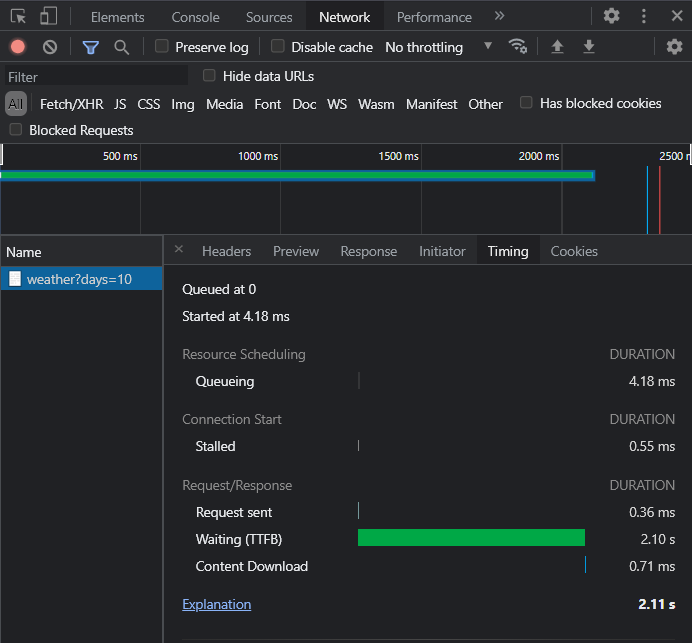 Elements Console Sources Network Performance »
Preserve log Disable cache No throttling
Filter Hide data URLs
All Fetch/XHR JS CSS Img Media Font Doc WS Wasm Manifest Other Has blocked cookies
Blocked Requests
500 ms 1000 ms 1500 ms 2000 ms 2500 m
Name × Headers Preview Response Initiator Timing Cookies
weather?days=10
Queued at 0
Started at 4.18 ms
Resource Scheduling DURATION
Queueing 4.18 ms
Connection Start DURATION
Stalled 0.55 ms
Request/Response DURATION
Request sent 0.36 ms
Waiting (TTFB) 2.10 s
Content Download 0.71 ms
Explanation 2.11 s